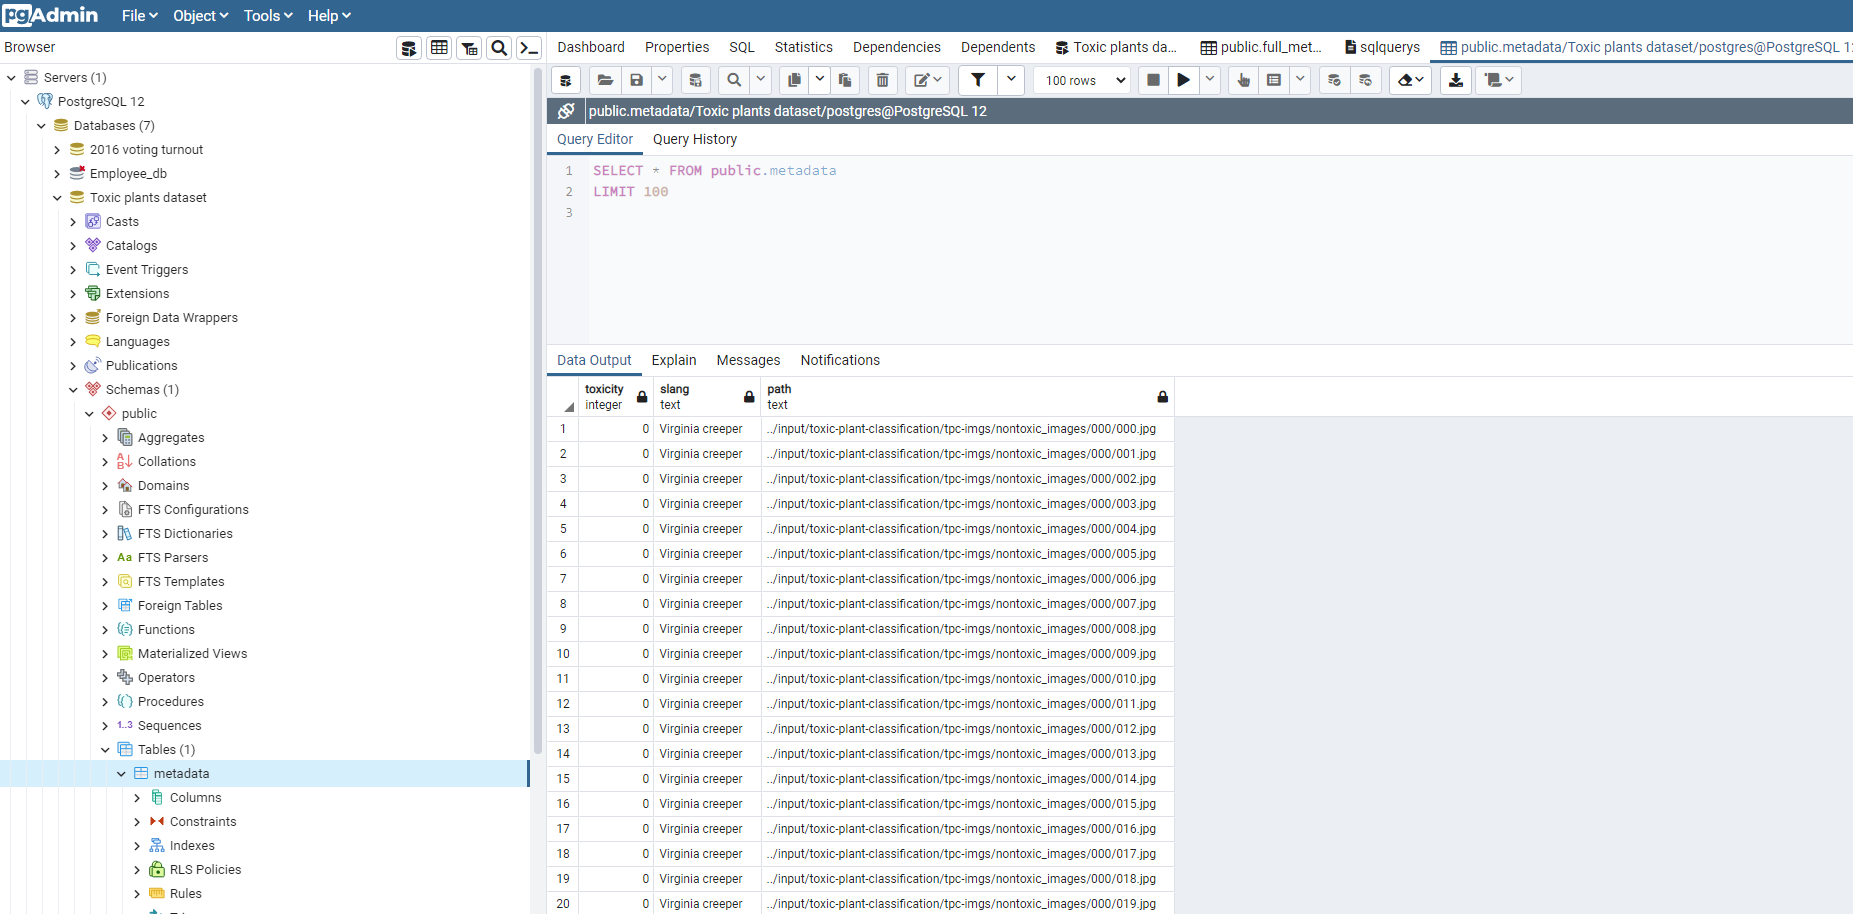 pgAdmin File Object Tools Help
Browser
Servers (1)
PostgreSQL 12
Databases (7)
2016 voting turnout
Employee_db
Toxic plants dataset
Casts
Catalogs
Event Triggers
Extensions
Foreign Data Wrappers
Languages
Publications
Schemas (1)
public
Aggregates
Collations
Domains
FTS Configurations
FTS Dictionaries
Aa FTS Parsers
FTS Templates
Foreign Tables
Functions
Materialized Views
Operators
Procedures
1..3 Sequences
Tables (1)
metadata
Columns
Constraints
Indexes
RLS Policies
Rules
Dashboard Properties SQL Statistics Dependencies Dependents Toxic plants da... public.full_met... sqlquerys public.metadata/Toxic plants dataset/postgres@PostgreSQL 12
100 rows
public.metadata/Toxic plants dataset/postgres@PostgreSQL 12
Query Editor Query History
1 SELECT * FROM public.metadata
2 LIMIT 100
3
Data Output Explain Messages Notifications
toxicity slang path
integer text text
1 0 Virginia creeper ../input/toxic-plant-classification/tpc-imgs/nontoxic_images/000/000.jpg
2 0 Virginia creeper ../input/toxic-plant-classification/tpc-imgs/nontoxic_images/000/001.jpg
3 0 Virginia creeper ../input/toxic-plant-classification/tpc-imgs/nontoxic_images/000/002.jpg
4 0 Virginia creeper ../input/toxic-plant-classification/tpc-imgs/nontoxic_images/000/003.jpg
5 0 Virginia creeper ../input/toxic-plant-classification/tpc-imgs/nontoxic_images/000/004.jpg
6 0 Virginia creeper ../input/toxic-plant-classification/tpc-imgs/nontoxic_images/000/005.jpg
7 0 Virginia creeper ../input/toxic-plant-classification/tpc-imgs/nontoxic_images/000/006.jpg
8 0 Virginia creeper ../input/toxic-plant-classification/tpc-imgs/nontoxic_images/000/007.jpg
9 0 Virginia creeper ../input/toxic-plant-classification/tpc-imgs/nontoxic_images/000/008.jpg
10 0 Virginia creeper ../input/toxic-plant-classification/tpc-imgs/nontoxic_images/000/009.jpg
11 0 Virginia creeper ../input/toxic-plant-classification/tpc-imgs/nontoxic_images/000/010.jpg
12 0 Virginia creeper ../input/toxic-plant-classification/tpc-imgs/nontoxic_images/000/011.jpg
13 0 Virginia creeper ../input/toxic-plant-classification/tpc-imgs/nontoxic_images/000/012.jpg
14 0 Virginia creeper ../input/toxic-plant-classification/tpc-imgs/nontoxic_images/000/013.jpg
15 0 Virginia creeper ../input/toxic-plant-classification/tpc-imgs/nontoxic_images/000/014.jpg
16 0 Virginia creeper ../input/toxic-plant-classification/tpc-imgs/nontoxic_images/000/015.jpg
17 0 Virginia creeper ../input/toxic-plant-classification/tpc-imgs/nontoxic_images/000/016.jpg
18 0 Virginia creeper ../input/toxic-plant-classification/tpc-imgs/nontoxic_images/000/017.jpg
19 0 Virginia creeper ../input/toxic-plant-classification/tpc-imgs/nontoxic_images/000/018.jpg
20 0 Virginia creeper ../input/toxic-plant-classification/tpc-imgs/nontoxic_images/000/019.jpg